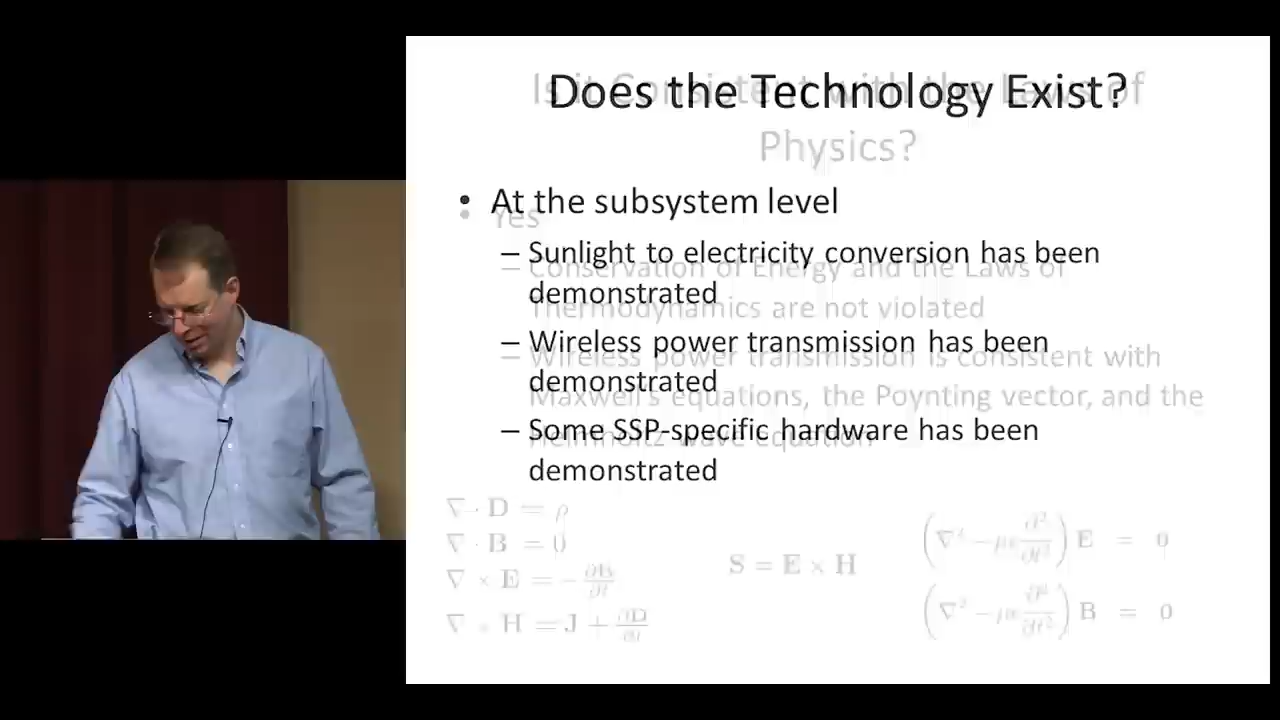 Does the Technology Exist?
Is it Consistent with the Laws of
Physics?
• At the subsystem level
• Yes
– Sunlight to electricity conversion has been
demonstrated
– Conservation of Energy and the Laws of
Thermodynamics are not violated
– Wireless power transmission has been
demonstrated
– Wireless power transmission is consistent with
Maxwell's equations, the Poynting vector, and the
Helmholtz wave equation
– Some SSP-specific hardware has been
demonstrated
∇ · D = ρ
∇ · B = 0
∇ × E = − ∂B/∂t
∇ × H = J + ∂D/∂t
S = E × H
(∇² − με ∂²/∂t²) E = 0
(∇² − με ∂²/∂t²) B = 0